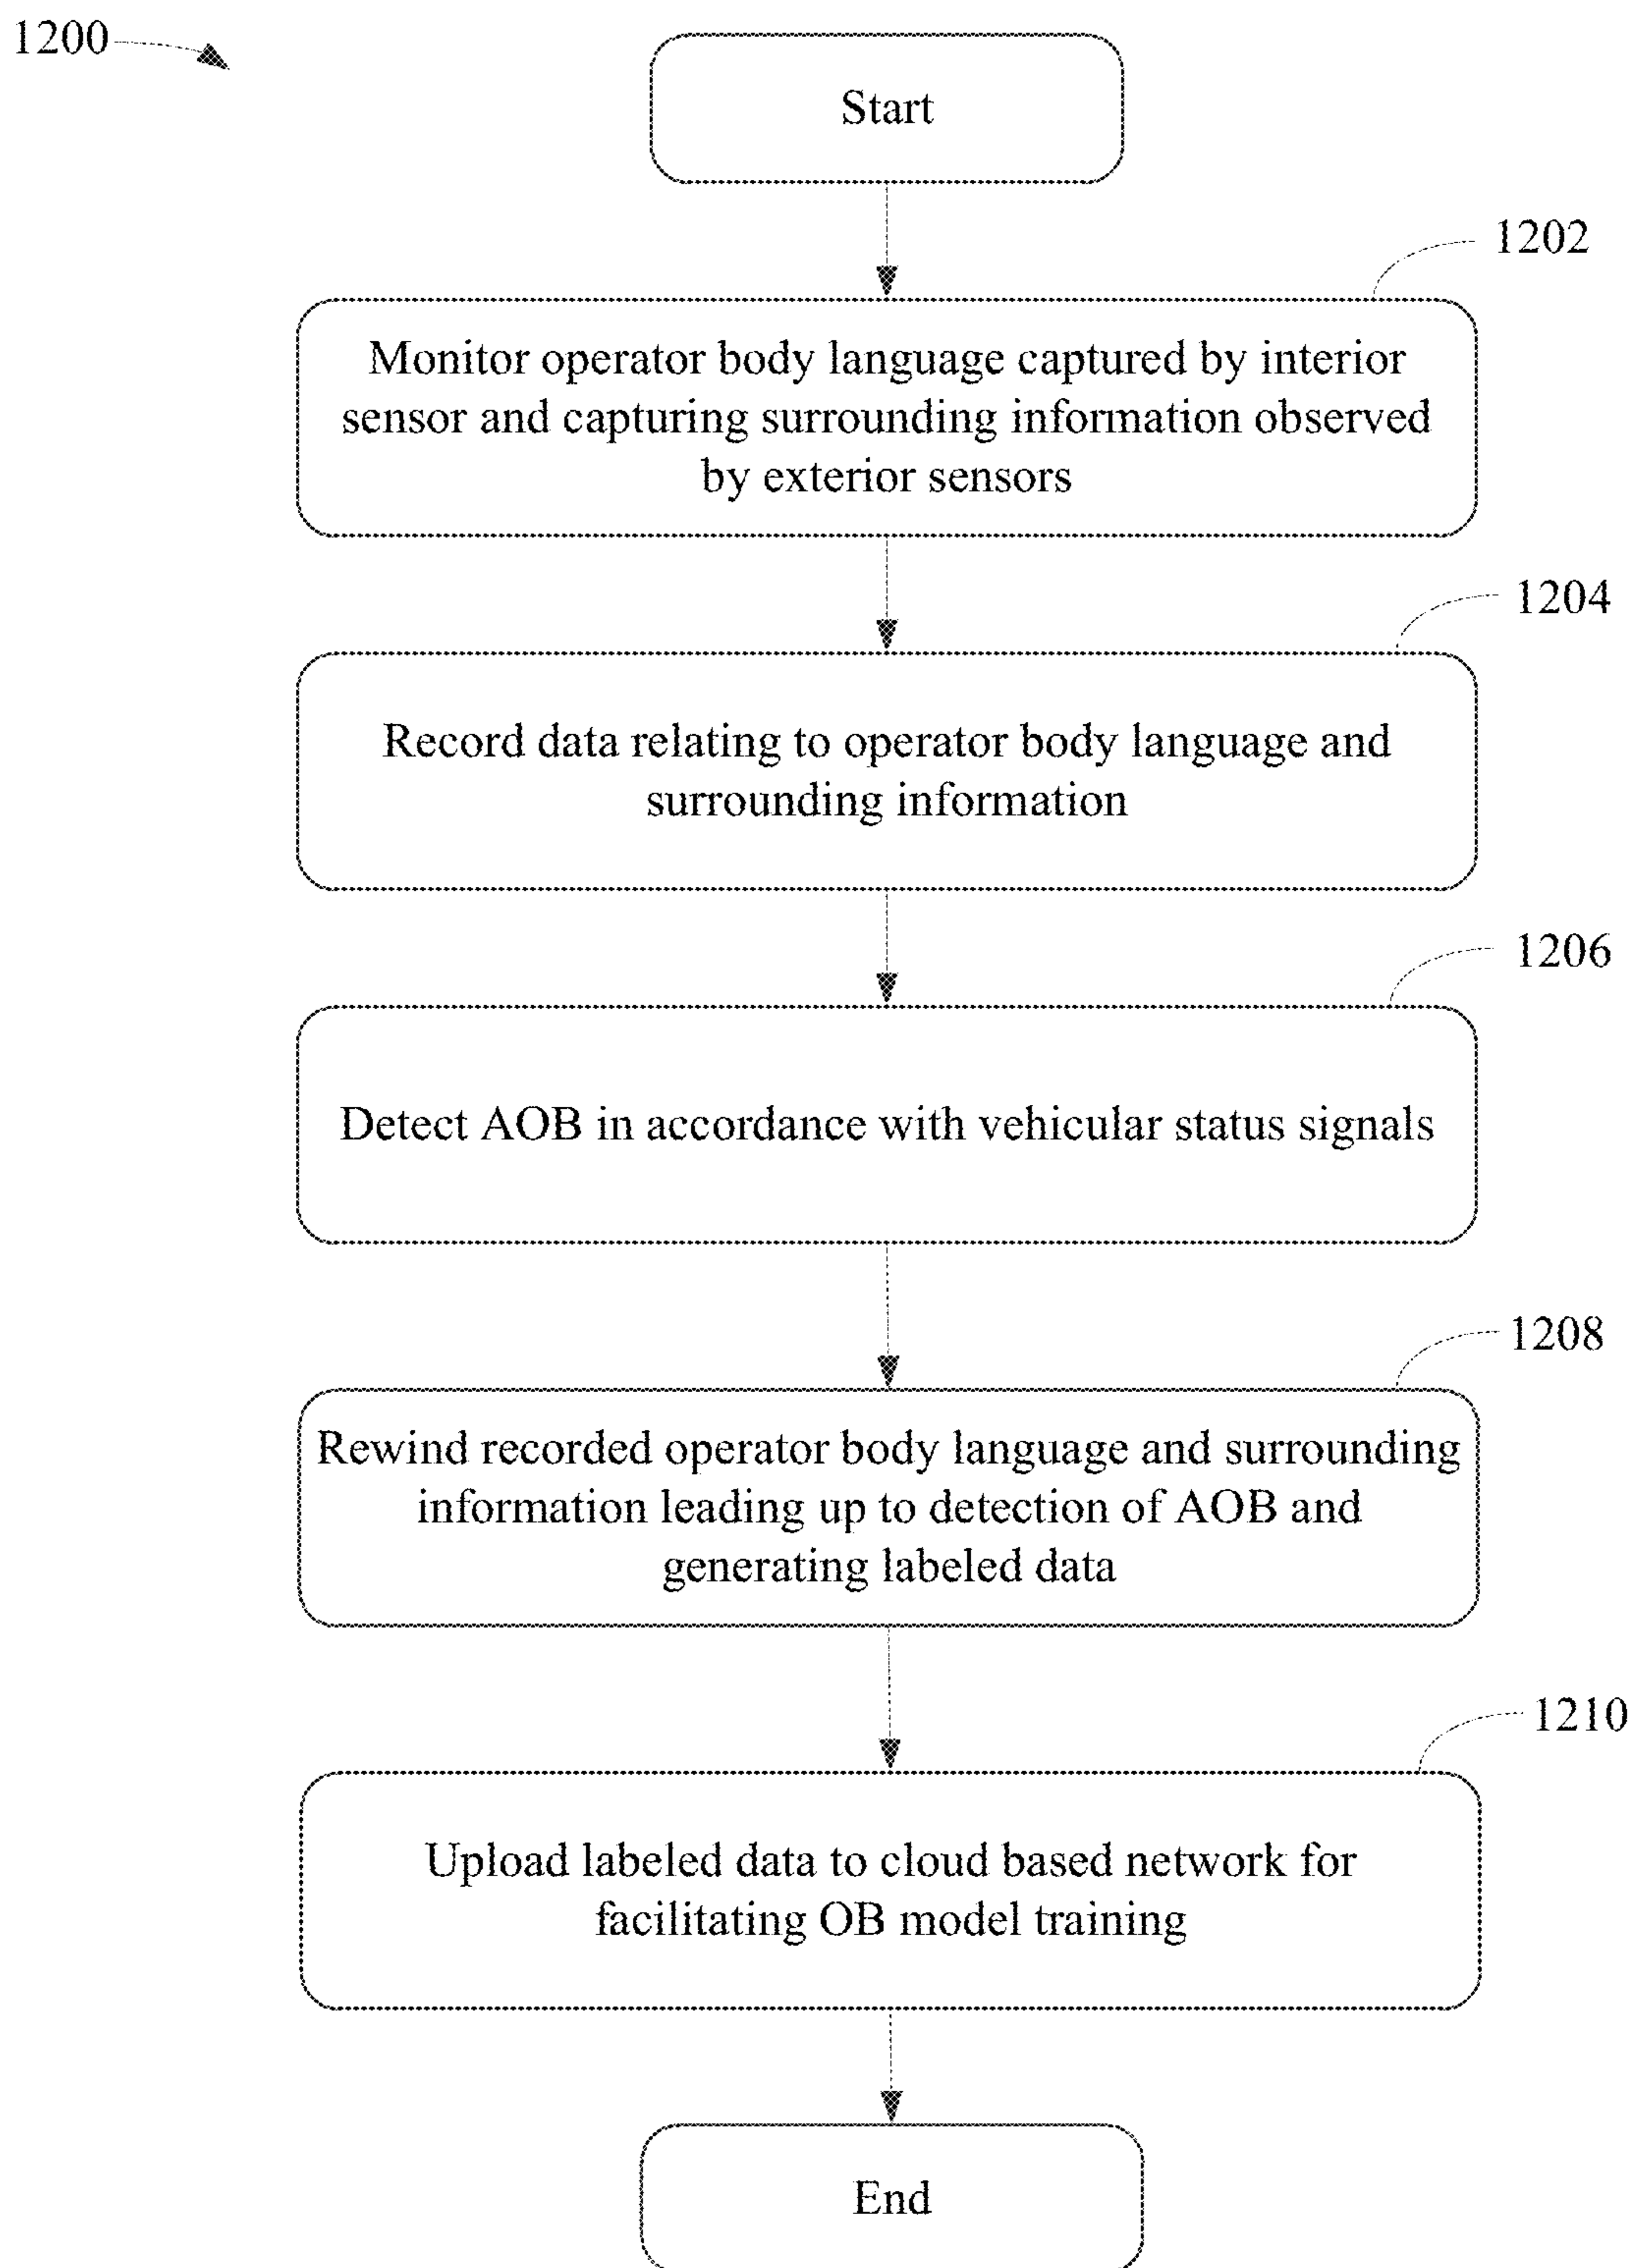 1200
Start
1202
Monitor operator body language captured by interior
sensor and capturing surrounding information observed
by exterior sensors
1204
Record data relating to operator body language and
surrounding information
1206
Detect AOB in accordance with vehicular status signals
1208
Rewind recorded operator body language and surrounding
information leading up to detection of AOB and
generating labeled data
1210
Upload labeled data to cloud based network for
facilitating OB model training
End